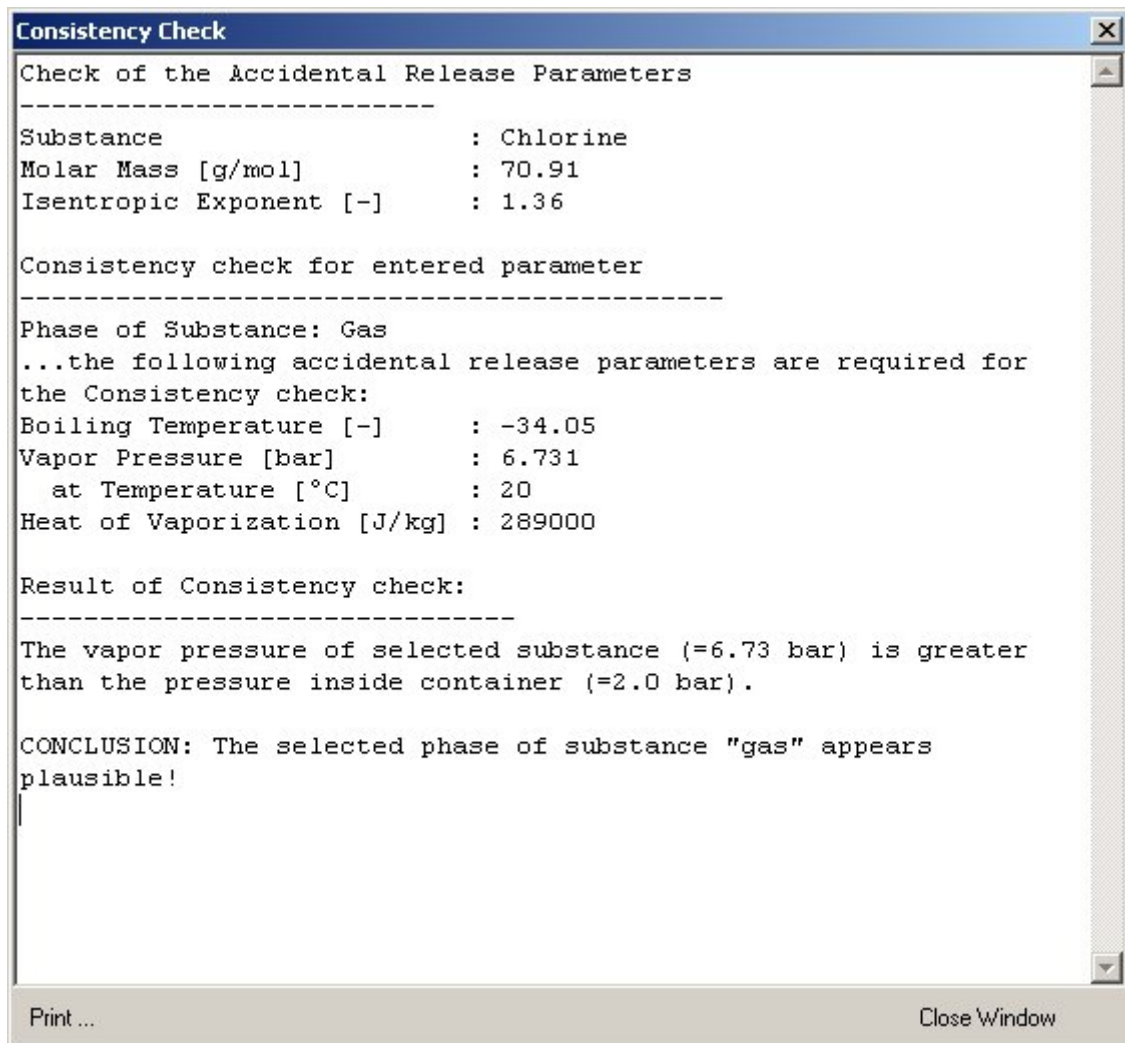 Consistency Check
Check of the Accidental Release Parameters
--------------------------
Substance : Chlorine
Molar Mass [g/mol] : 70.91
Isentropic Exponent [-] : 1.36
Consistency check for entered parameter
--------------------------------------------
Phase of Substance: Gas
...the following accidental release parameters are required for
the Consistency check:
Boiling Temperature [-] : -34.05
Vapor Pressure [bar] : 6.731
at Temperature [°C] : 20
Heat of Vaporization [J/kg] : 289000
Result of Consistency check:
-------------------------------
The vapor pressure of selected substance (=6.73 bar) is greater
than the pressure inside container (=2.0 bar).
CONCLUSION: The selected phase of substance "gas" appears
plausible!
Print ... Close Window